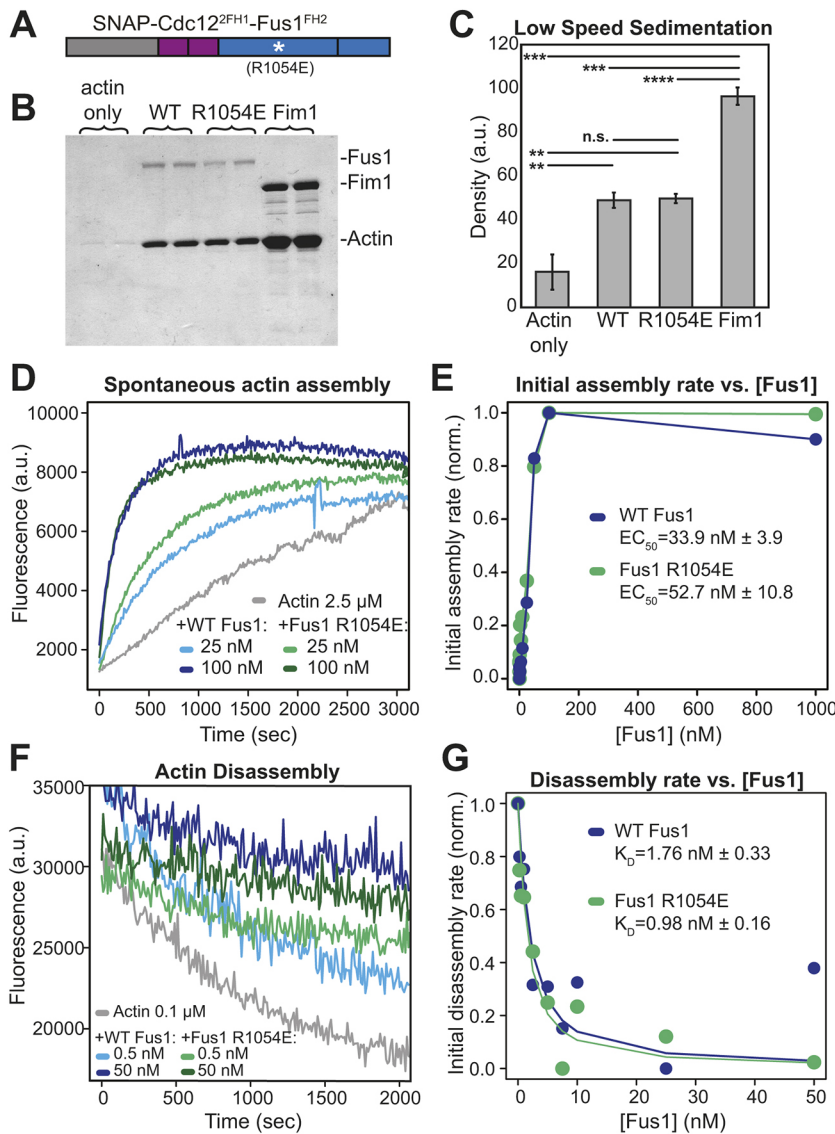 A
SNAP-Cdc12²ᶠᴴ¹-Fus1ᶠᴴ²
*
(R1054E)
B
actin only
WT R1054E Fim1
-Fus1
-Fim1
-Actin
C
Low Speed Sedimentation
120
100
80
60
40
20
0
Density (a.u.)
***
***
****
n.s.
**
**
Actin only
WT R1054E Fim1
D
Spontaneous actin assembly
10000
8000
6000
4000
2000
Fluorescence (a.u.)
Actin 2.5 µM
+WT Fus1: +Fus1 R1054E:
25 nM 25 nM
100 nM 100 nM
0 500 1000 1500 2000 2500 3000
Time (sec)
E
Initial assembly rate vs. [Fus1]
1.0
0.8
0.6
0.4
0.2
0.0
Initial assembly rate (norm.)
WT Fus1
EC₅₀=33.9 nM ± 3.9
Fus1 R1054E
EC₅₀=52.7 nM ± 10.8
0 200 400 600 800 1000
[Fus1] (nM)
F
Actin Disassembly
35000
30000
25000
20000
Fluorescence (a.u.)
Actin 0.1 µM
+WT Fus1: +Fus1 R1054E:
0.5 nM 0.5 nM
50 nM 50 nM
0 500 1000 1500 2000
Time (sec)
G
Disassembly rate vs. [Fus1]
1.0
0.8
0.6
0.4
0.2
0.0
Initial disassembly rate (norm.)
WT Fus1
K_D=1.76 nM ± 0.33
Fus1 R1054E
K_D=0.98 nM ± 0.16
0 10 20 30 40 50
[Fus1] (nM)